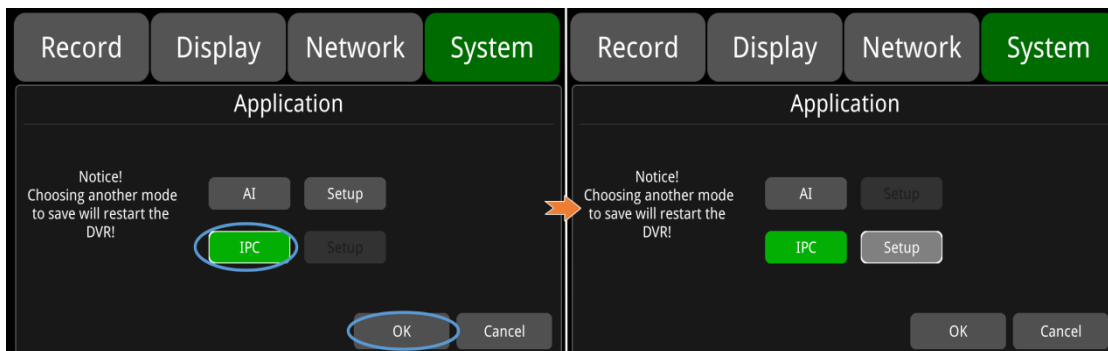 Record Display Network System
Application
Notice!
Choosing another mode
to save will restart the
DVR!
AI Setup
IPC Setup
OK Cancel
Record Display Network System
Application
Notice!
Choosing another mode
to save will restart the
DVR!
AI Setup
IPC Setup
OK Cancel